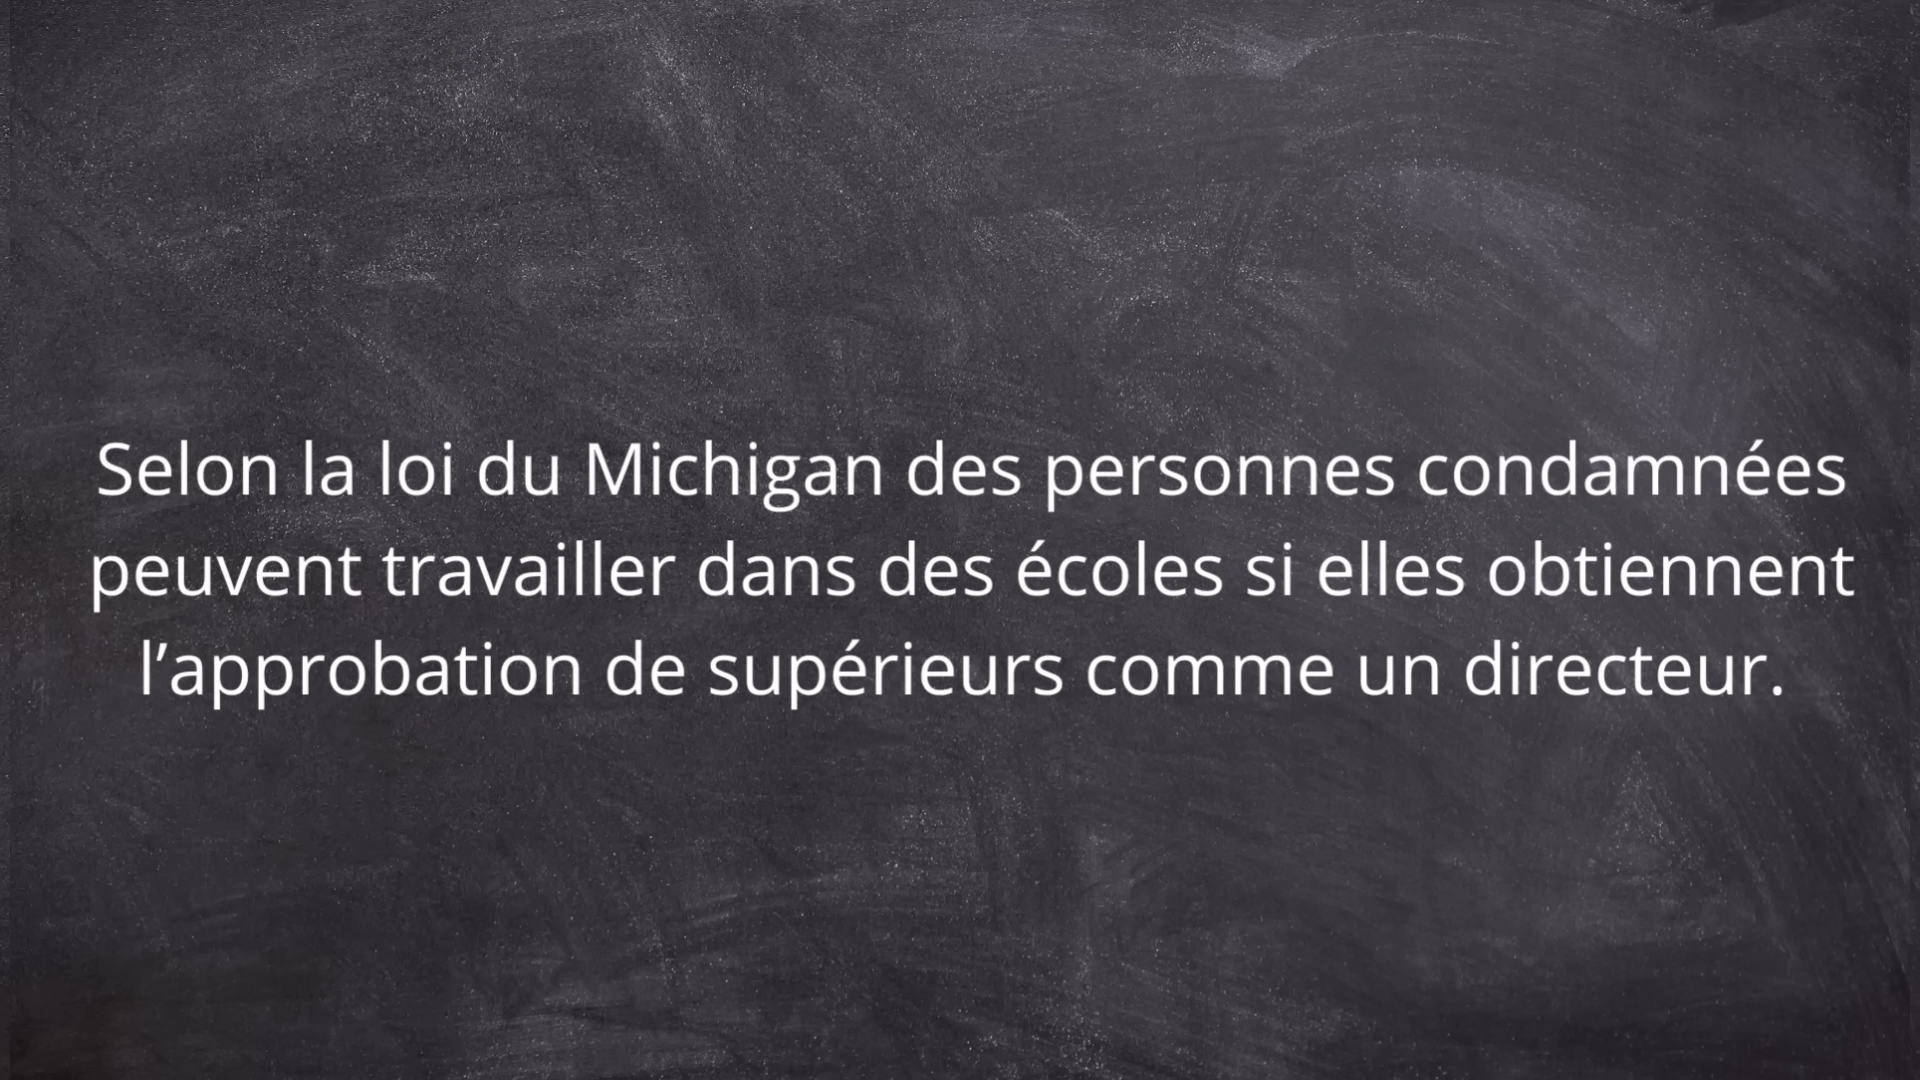 Selon la loi du Michigan des personnes condamnées
peuvent travailler dans des écoles si elles obtiennent
l’approbation de supérieurs comme un directeur.